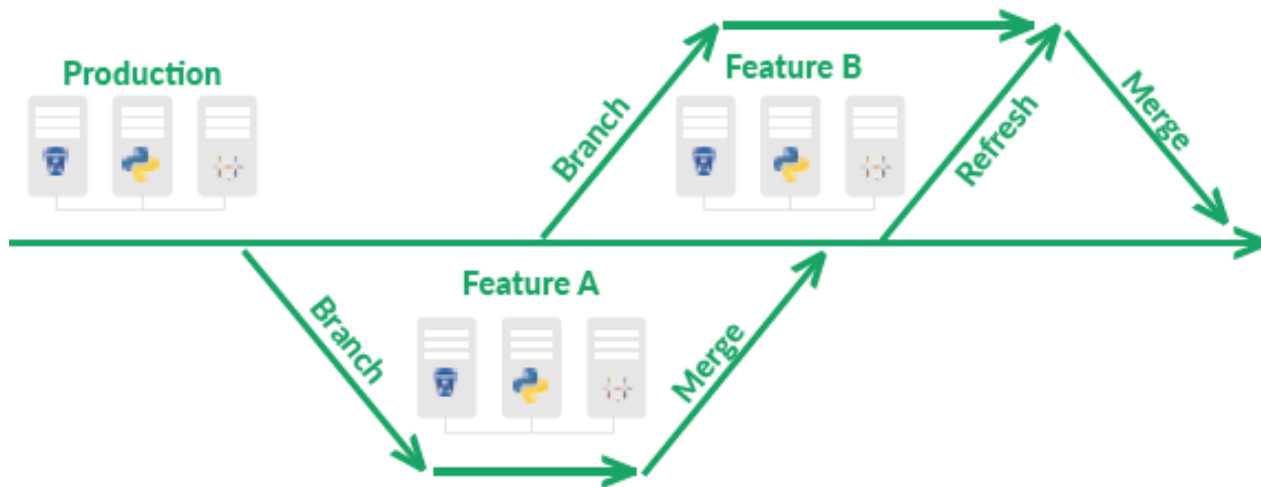 Production
Feature B
Branch
Refresh
Merge
Feature A
Branch
Merge